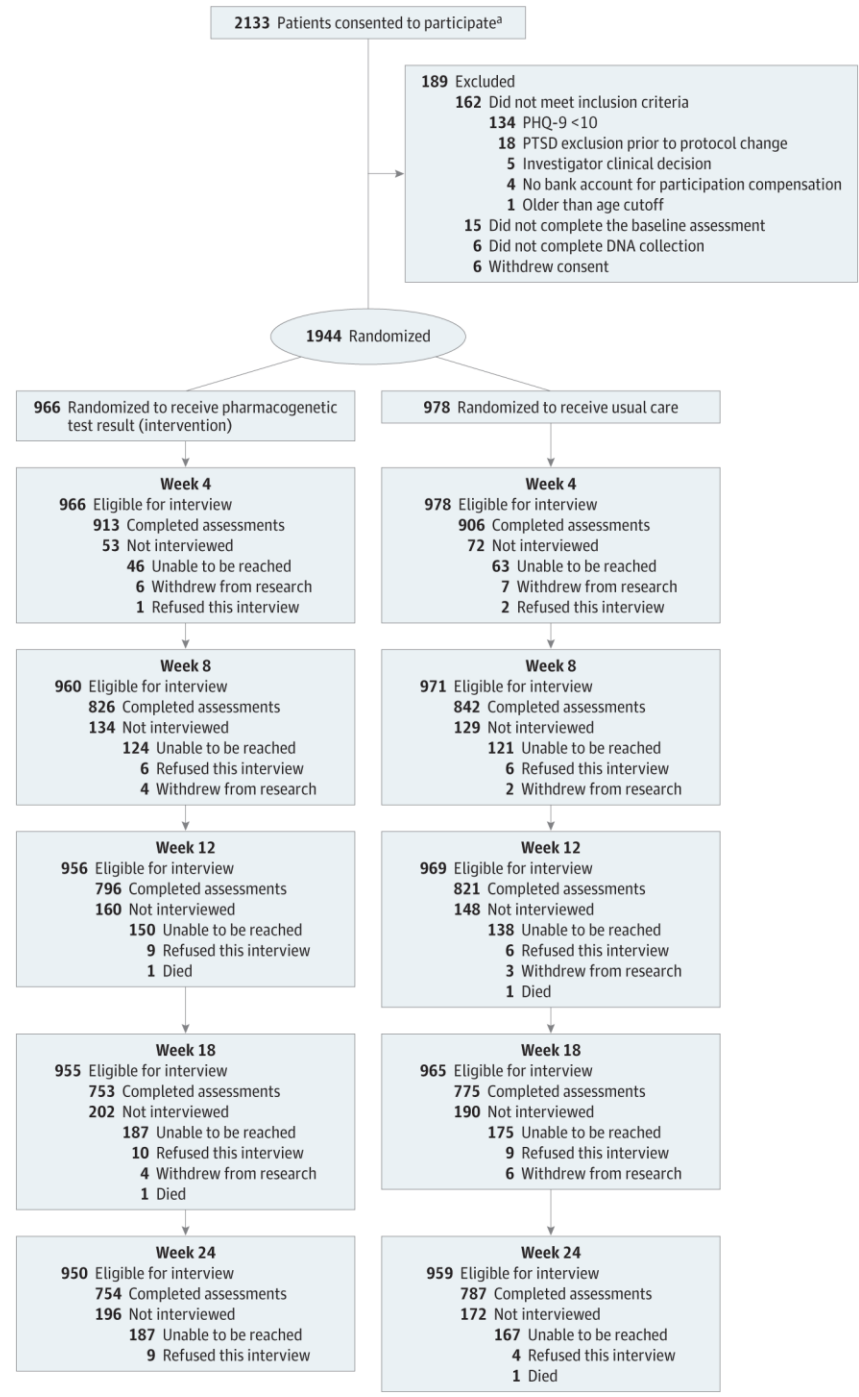 2133 Patients consented to participateᵃ
189 Excluded
162 Did not meet inclusion criteria
134 PHQ-9 <10
18 PTSD exclusion prior to protocol change
5 Investigator clinical decision
4 No bank account for participation compensation
1 Older than age cutoff
15 Did not complete the baseline assessment
6 Did not complete DNA collection
6 Withdrew consent
1944 Randomized
966 Randomized to receive pharmacogenetic
test result (intervention)
978 Randomized to receive usual care
Week 4
966 Eligible for interview
913 Completed assessments
53 Not interviewed
46 Unable to be reached
6 Withdrew from research
1 Refused this interview
Week 4
978 Eligible for interview
906 Completed assessments
72 Not interviewed
63 Unable to be reached
7 Withdrew from research
2 Refused this interview
Week 8
960 Eligible for interview
826 Completed assessments
134 Not interviewed
124 Unable to be reached
6 Refused this interview
4 Withdrew from research
Week 8
971 Eligible for interview
842 Completed assessments
129 Not interviewed
121 Unable to be reached
6 Refused this interview
2 Withdrew from research
Week 12
956 Eligible for interview
796 Completed assessments
160 Not interviewed
150 Unable to be reached
9 Refused this interview
1 Died
Week 12
969 Eligible for interview
821 Completed assessments
148 Not interviewed
138 Unable to be reached
6 Refused this interview
3 Withdrew from research
1 Died
Week 18
955 Eligible for interview
753 Completed assessments
202 Not interviewed
187 Unable to be reached
10 Refused this interview
4 Withdrew from research
1 Died
Week 18
965 Eligible for interview
775 Completed assessments
190 Not interviewed
175 Unable to be reached
9 Refused this interview
6 Withdrew from research
Week 24
950 Eligible for interview
754 Completed assessments
196 Not interviewed
187 Unable to be reached
9 Refused this interview
Week 24
959 Eligible for interview
787 Completed assessments
172 Not interviewed
167 Unable to be reached
4 Refused this interview
1 Died